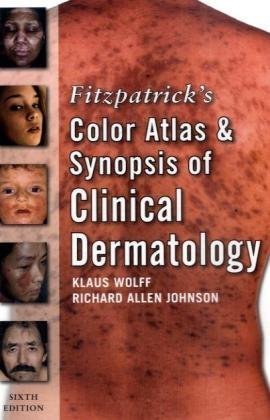 Fitzpatrick's
Color Atlas &
Synopsis of
Clinical
Dermatology
KLAUS WOLFF
RICHARD ALLEN JOHNSON
SIXTH
EDITION